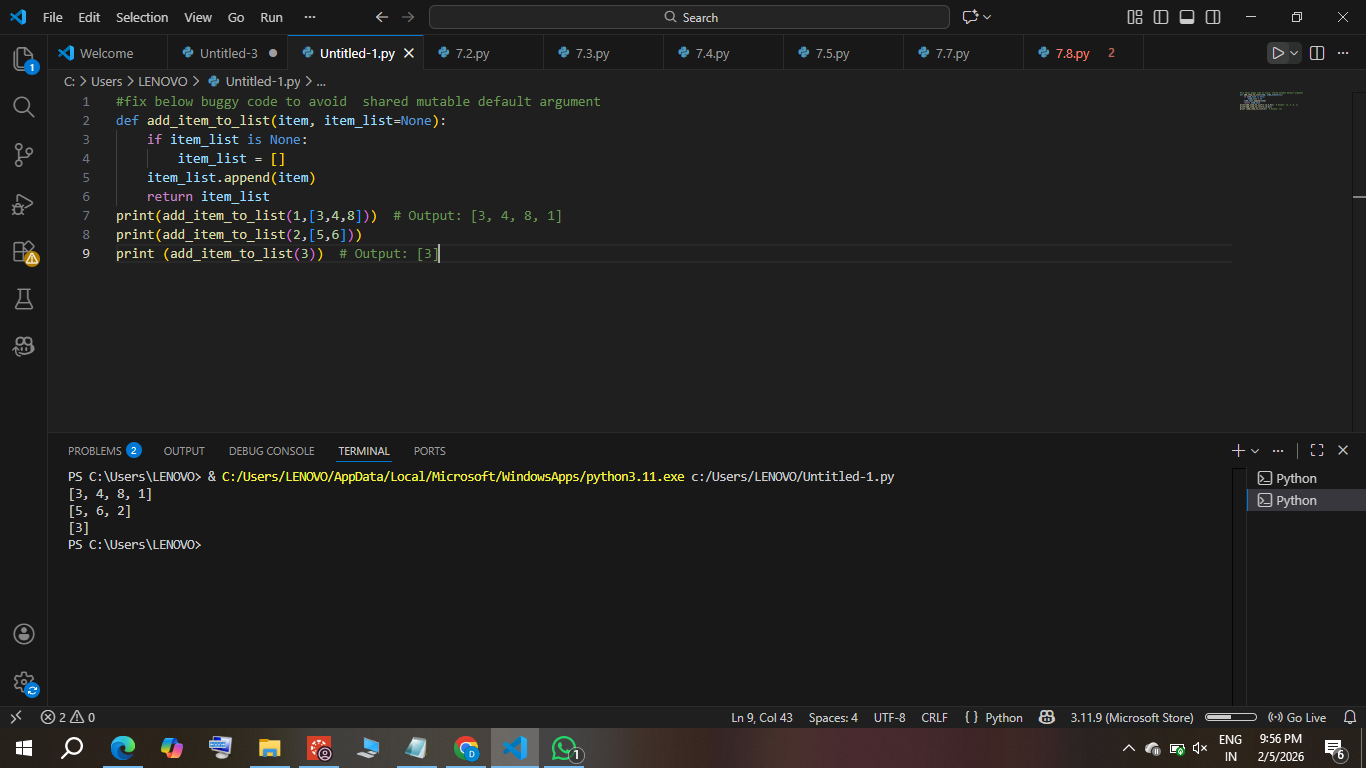 File Edit Selection View Go Run ··· Search
Welcome Untitled-3 Untitled-1.py 7.2.py 7.3.py 7.4.py 7.5.py 7.7.py 7.8.py 2
1
C: > Users > LENOVO > Untitled-1.py > ...
1 #fix below buggy code to avoid  shared mutable default argument
2 def add_item_to_list(item, item_list=None):
3     if item_list is None:
4         item_list = []
5     item_list.append(item)
6     return item_list
7 print(add_item_to_list(1,[3,4,8]))  # Output: [3, 4, 8, 1]
8 print(add_item_to_list(2,[5,6]))
9 print (add_item_to_list(3))  # Output: [3]
PROBLEMS 2 OUTPUT DEBUG CONSOLE TERMINAL PORTS
PS C:\Users\LENOVO> & C:/Users/LENOVO/AppData/Local/Microsoft/WindowsApps/python3.11.exe c:/Users/LENOVO/Untitled-1.py
[3, 4, 8, 1]
[5, 6, 2]
[3]
PS C:\Users\LENOVO>
Python
Python
2 0 Ln 9, Col 43 Spaces: 4 UTF-8 CRLF { } Python 3.11.9 (Microsoft Store) Go Live
1 ENG 9:56 PM
IN 2/5/2026 6